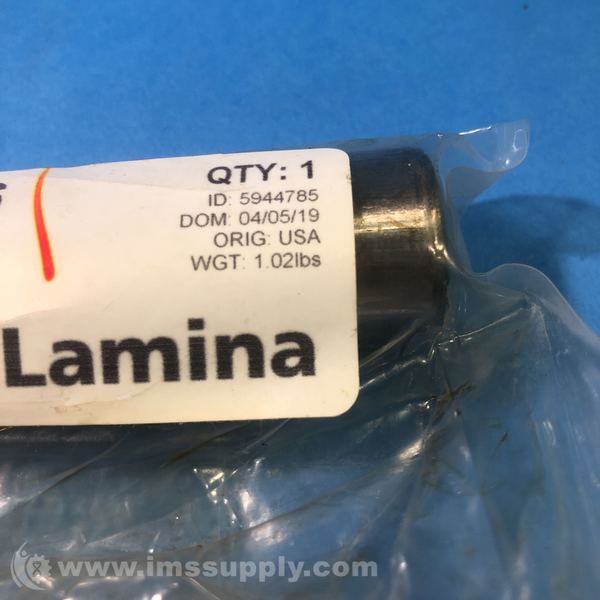 QTY: 1
ID: 5944785
DOM: 04/05/19
ORIG: USA
WGT: 1.02lbs
Lamina
www.imssupply.com